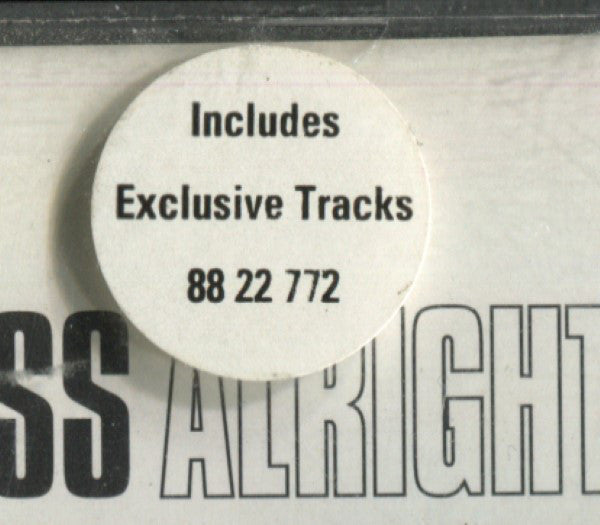 Includes
Exclusive Tracks
88 22 772
SS ALRIGHT